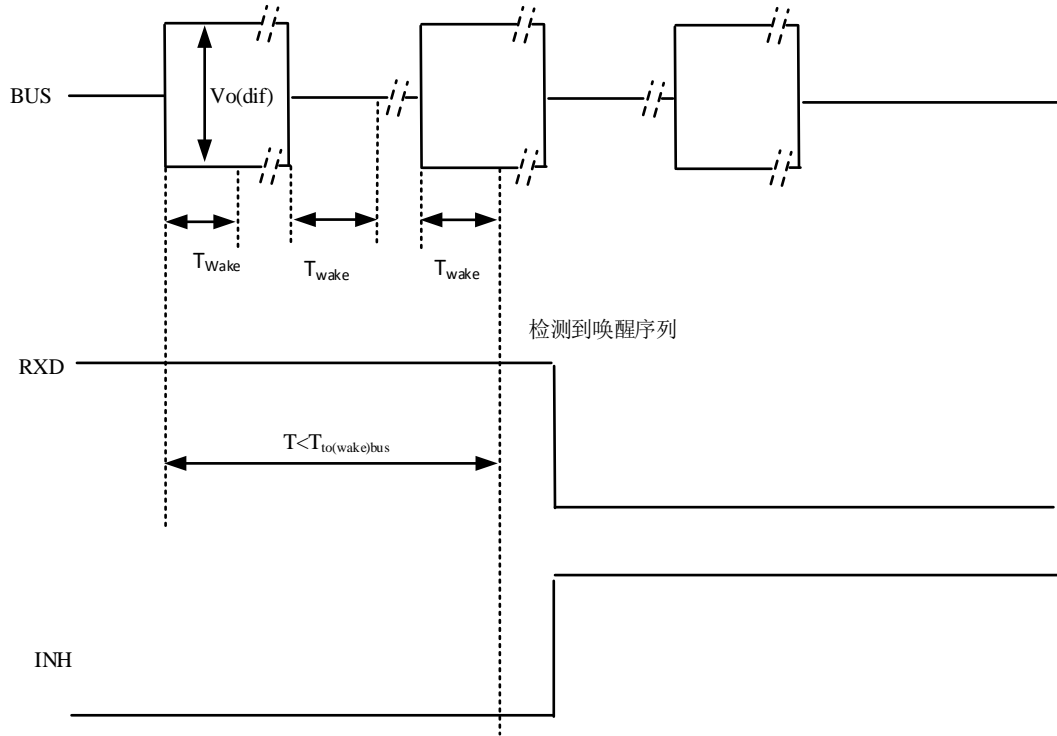 BUS
Vo(dif)
TWake
Twake
Twake
检测到唤醒序列
RXD
T<Tto(wake)bus
INH